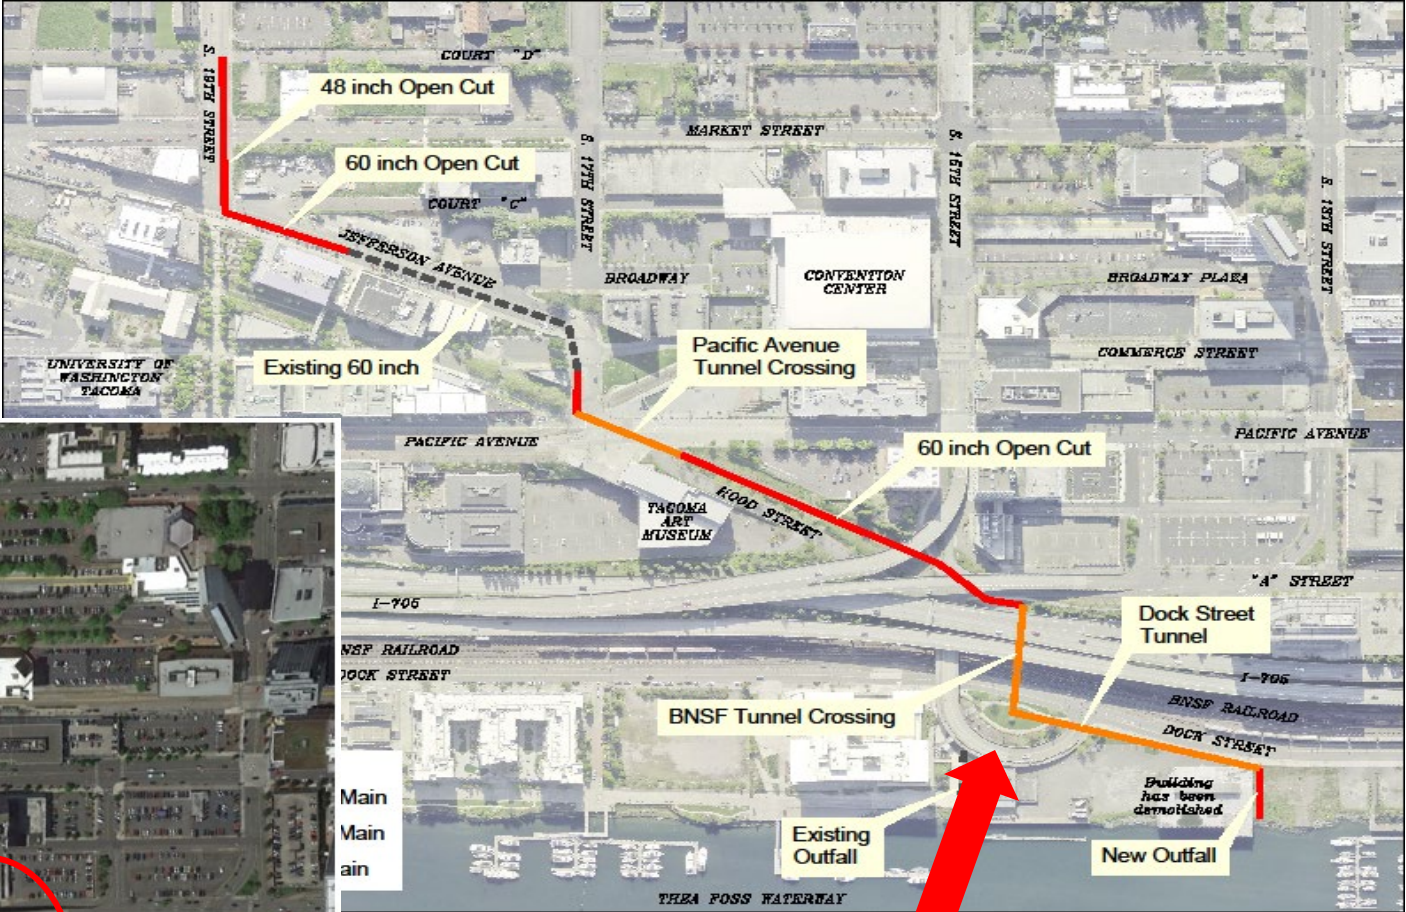 COURT "D"
S. 19TH STREET
48 inch Open Cut
MARKET STREET
S. 17TH STREET
S. 15TH STREET
60 inch Open Cut
COURT "C"
S. 13TH STREET
JEFFERSON AVENUE
BROADWAY
CONVENTION
CENTER
BROADWAY PLAZA
UNIVERSITY OF
WASHINGTON
TACOMA
Existing 60 inch
Pacific Avenue
Tunnel Crossing
COMMERCE STREET
PACIFIC AVENUE
60 inch Open Cut
PACIFIC AVENUE
TACOMA
ART
MUSEUM
HOOD STREET
"A" STREET
I-705
Dock Street
Tunnel
NSF RAILROAD
DOCK STREET
I-705
BNSF RAILROAD
BNSF Tunnel Crossing
DOCK STREET
Building
has been
demolished
Main
Main
ain
Existing
Outfall
New Outfall
THEA FOSS WATERWAY